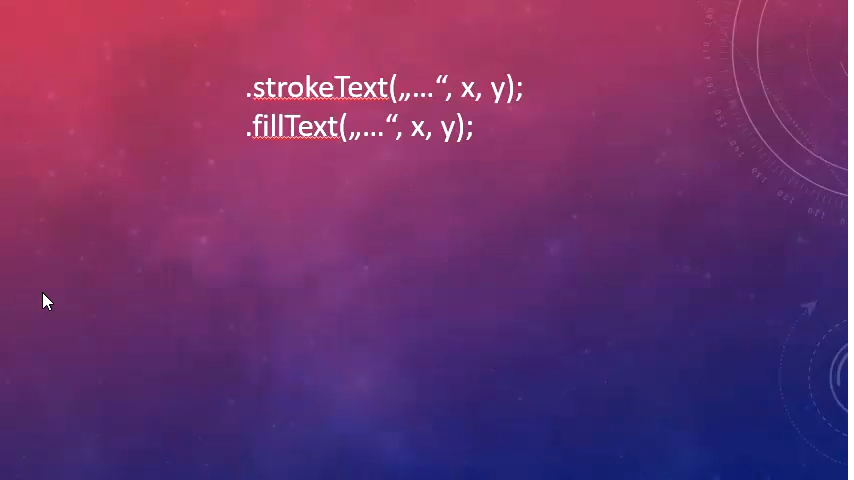 .strokeText(„…“, x, y);
.fillText(„…“, x, y);